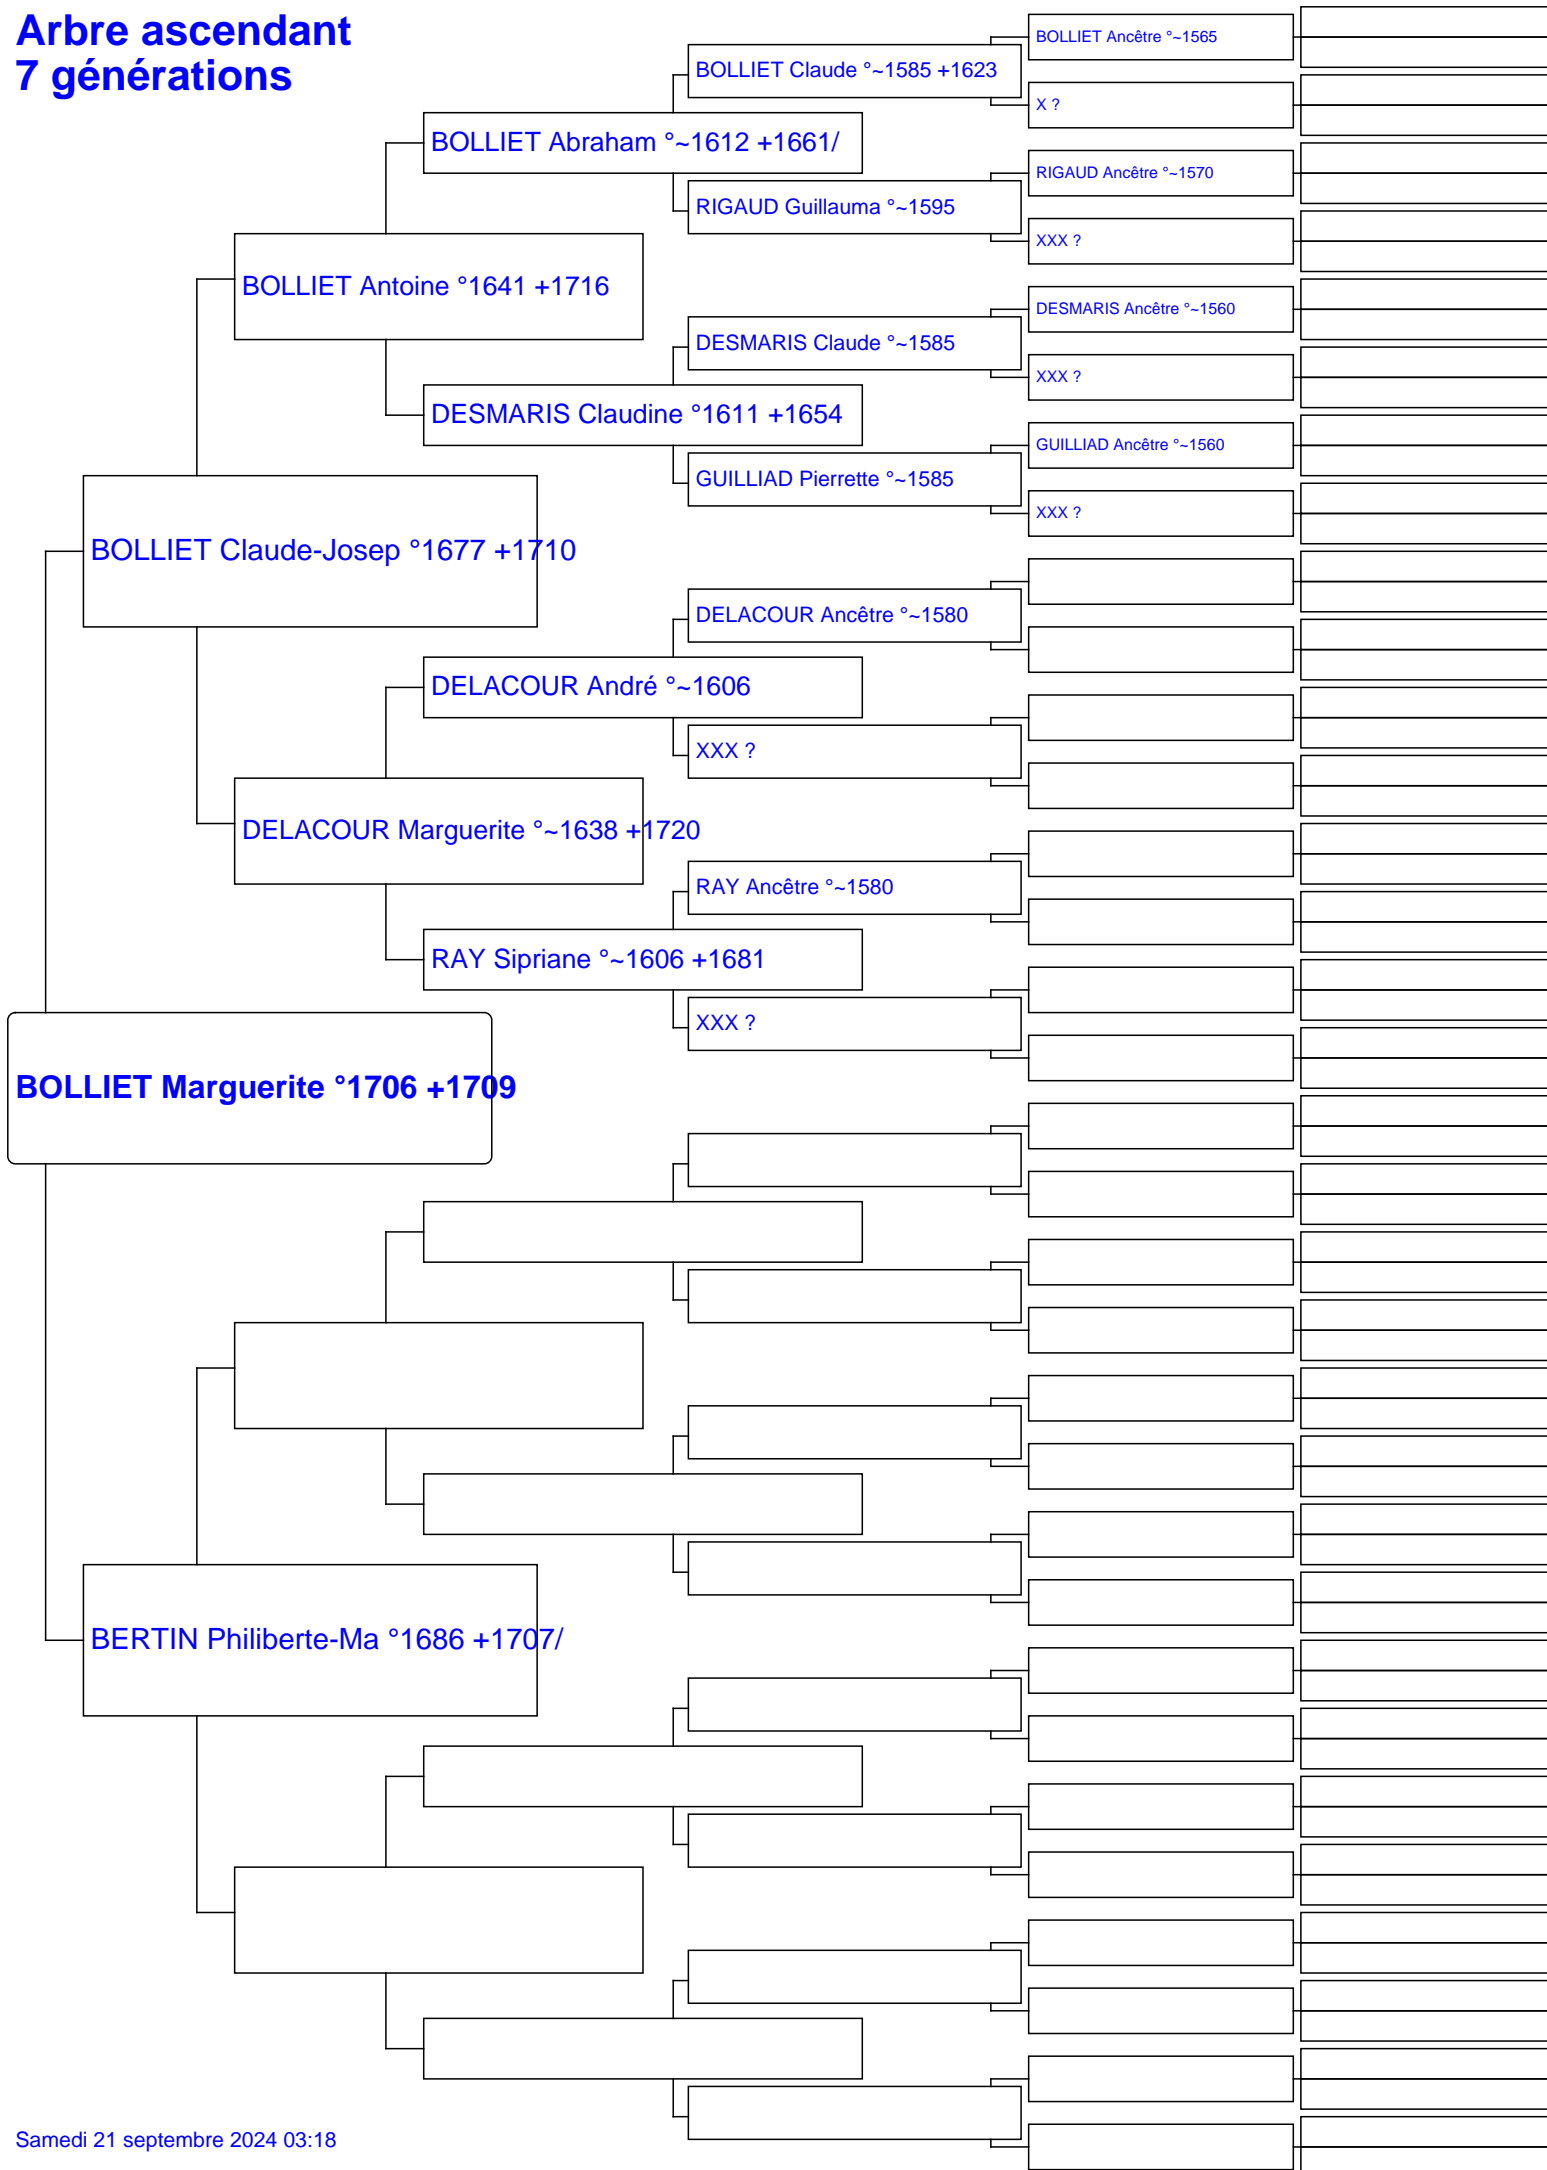 Arbre ascendant
7 générations
BOLLIET Ancêtre °~1565
BOLLIET Claude °~1585 +1623
X ?
BOLLIET Abraham °~1612 +1661/
RIGAUD Ancêtre °~1570
RIGAUD Guillauma °~1595
XXX ?
BOLLIET Antoine °1641 +1716
DESMARIS Ancêtre °~1560
DESMARIS Claude °~1585
XXX ?
DESMARIS Claudine °1611 +1654
GUILLIAD Ancêtre °~1560
GUILLIAD Pierrette °~1585
XXX ?
BOLLIET Claude-Josep °1677 +1710
DELACOUR Ancêtre °~1580
DELACOUR André °~1606
XXX ?
DELACOUR Marguerite °~1638 +1720
RAY Ancêtre °~1580
RAY Sipriane °~1606 +1681
XXX ?
BOLLIET Marguerite °1706 +1709
BERTIN Philiberte-Ma °1686 +1707/
Samedi 21 septembre 2024 03:18